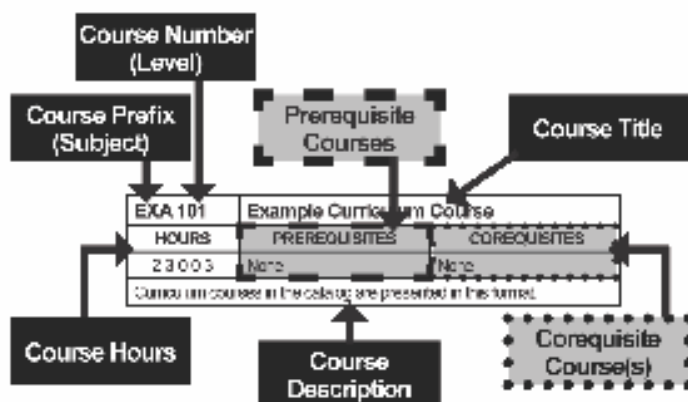 Course Number
(Level)
Course Prefix
(Subject)
Prerequisite
Courses
Course Title
EXA 101 Example Curriculum Course
HOURS PREREQUISITES COREQUISITES
2 3 0 0 3 None None
Curriculum courses in the catalog are presented in this format.
Course Hours
Course
Description
Corequisite
Course(s)